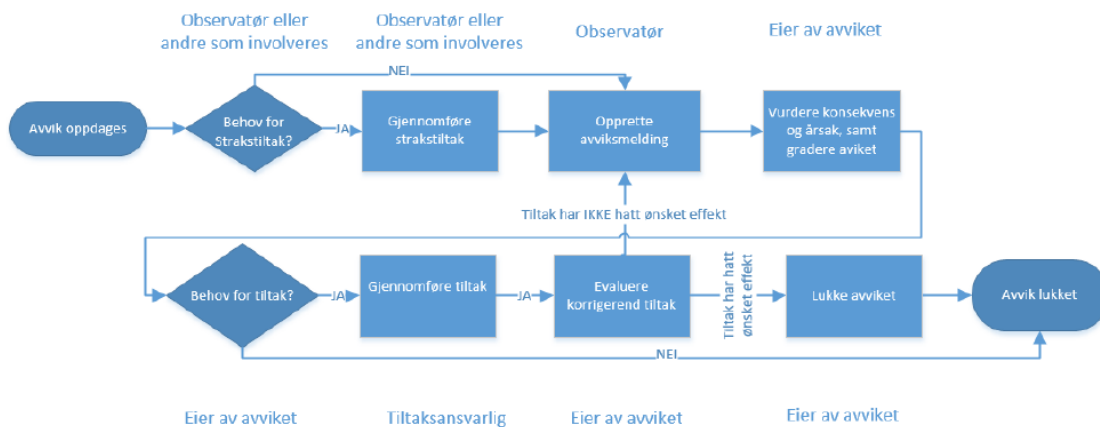 Observatør eller
andre som involveres
Observatør eller
andre som involveres
Observatør
Eier av avviket
NEI
Avvik oppdages
Behov for
Strakstiltak?
JA
Gjennomføre
strakstiltak
Opprette
avviksmelding
Vurdere konsekvens
og årsak, samt
gradere aviket
Tiltak har IKKE hatt ønsket effekt
Behov for tiltak?
JA
Gjennomføre tiltak
JA
Evaluere
korrigerend tiltak
Tiltak har hatt
ønsket effekt
Lukke avviket
Avvik lukket
NEI
Eier av avviket
Tiltaksansvarlig
Eier av avviket
Eier av avviket